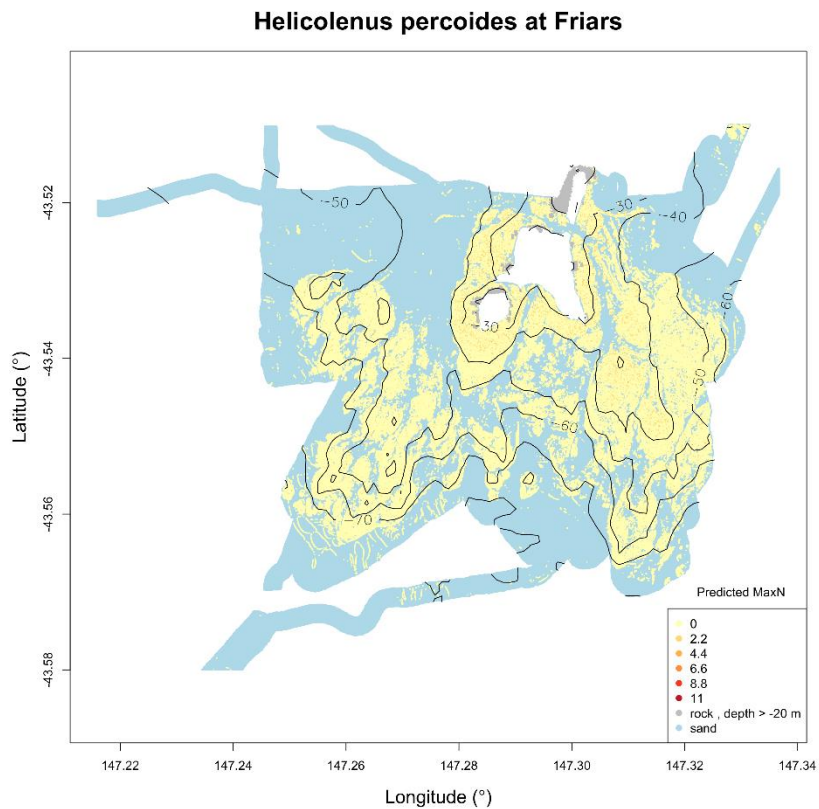 Helicolenus percoides at Friars
-43.52
-50
-30
-40
-60
30
-43.54
-50
-60
-43.56
-70
Predicted MaxN
0
2.2
4.4
6.6
8.8
11
rock , depth > -20 m
sand
-43.58
147.22 147.24 147.26 147.28 147.30 147.32 147.34
Latitude (°)
Longitude (°)